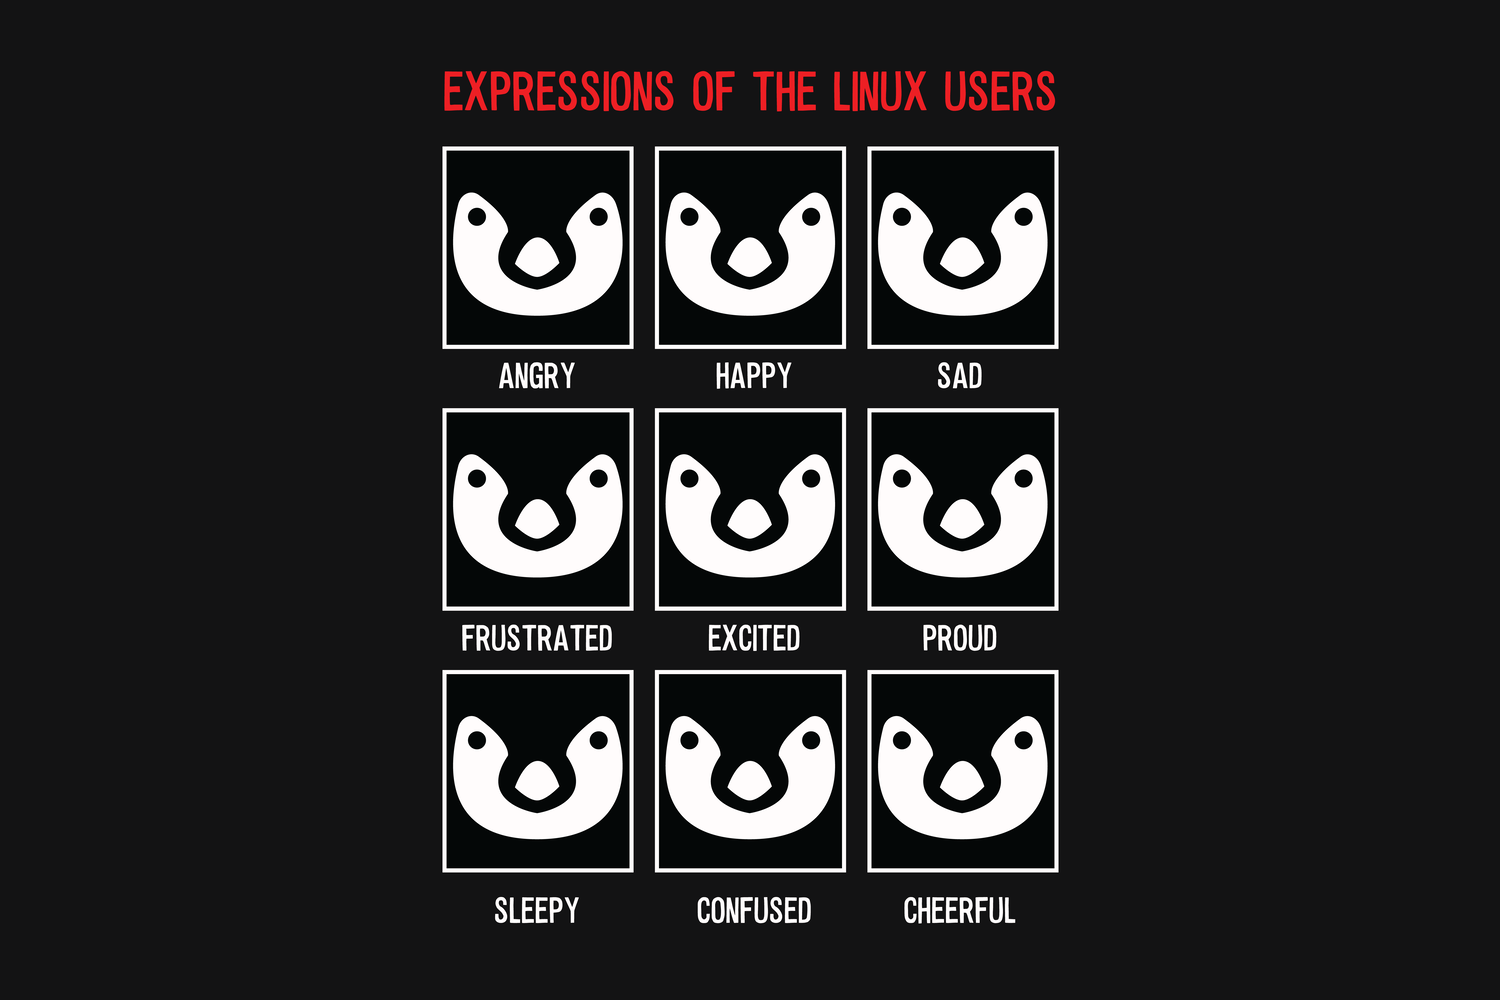 EXPRESSIONS OF THE LINUX USERS
ANGRY HAPPY SAD
FRUSTRATED EXCITED PROUD
SLEEPY CONFUSED CHEERFUL